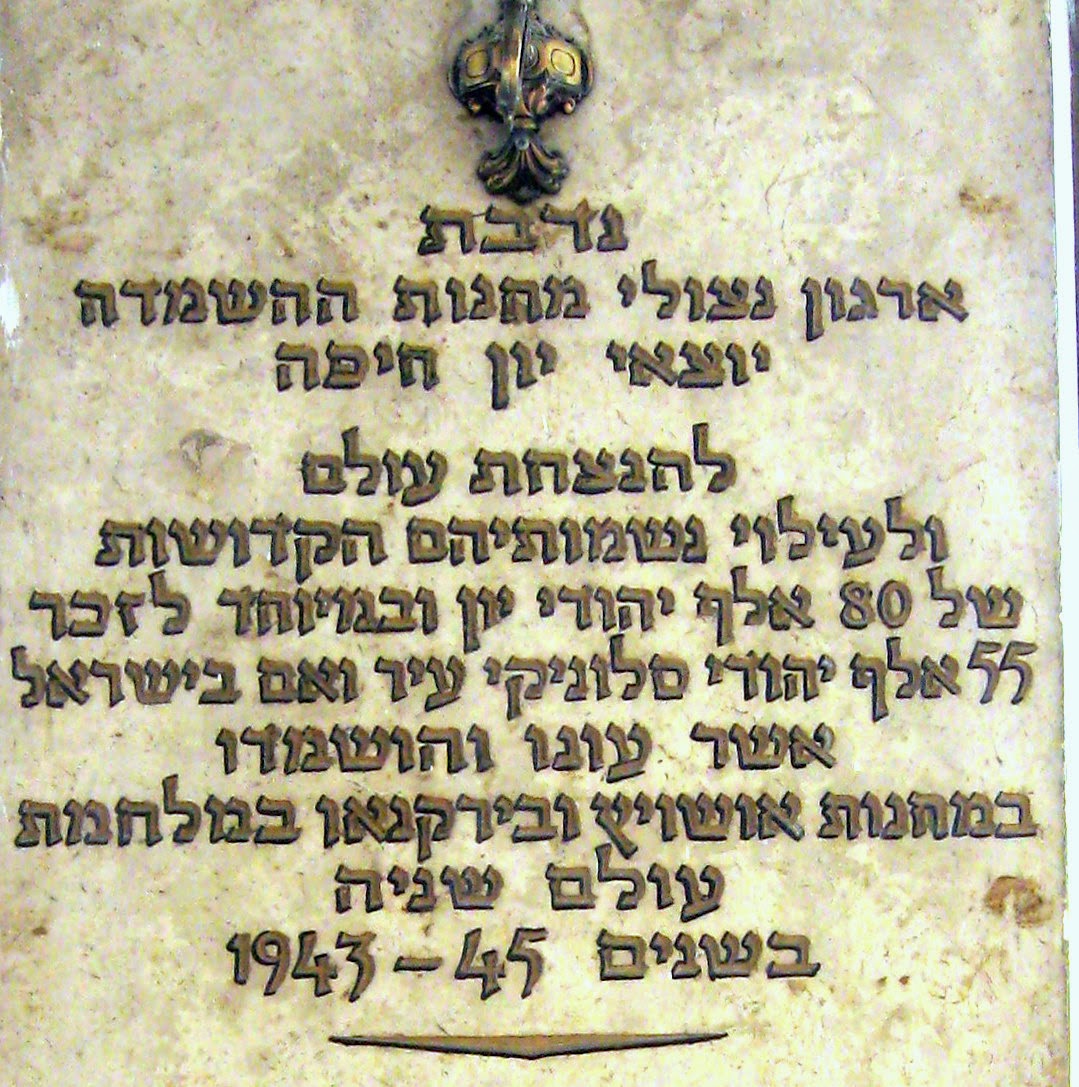 נדבת
ארגון נצולי מחנות ההשמדה
יוצאי יון חיפה
להנצחת עולם
ולעילוי נשמותיהם הקדושות
של 80 אלף יהודי יון ובמיוחד לזכר
55 אלף יהודי סלוניקי עיר ואם בישראל
אשר עונו והושמדו
במחנות אושויץ ובירקנאו במלחמת
עולם שניה
בשנים 1943-45